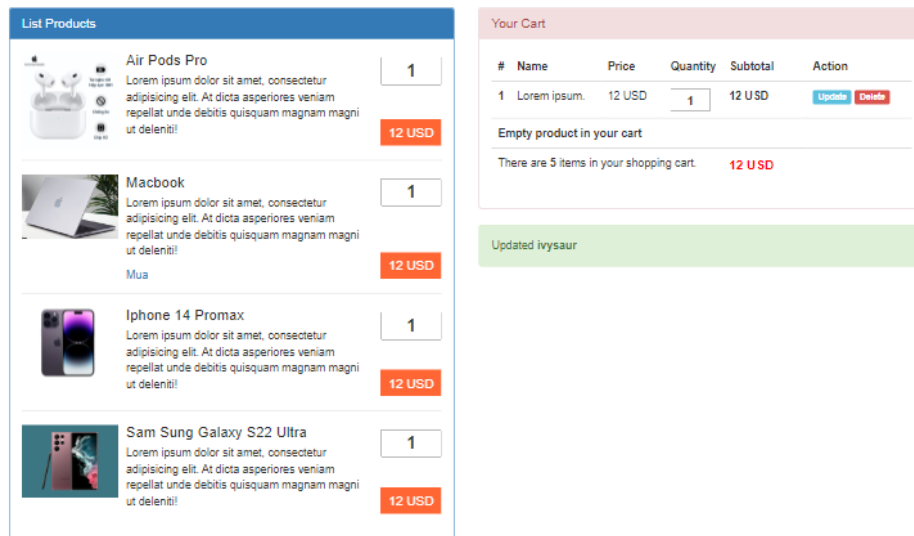 List Products
Air Pods Pro
1
Lorem ipsum dolor sit amet, consectetur
adipisicing elit. At dicta asperiores veniam
repellat unde debitis quisquam magnam magni
ut deleniti!
12 USD
Macbook
1
Lorem ipsum dolor sit amet, consectetur
adipisicing elit. At dicta asperiores veniam
repellat unde debitis quisquam magnam magni
ut deleniti!
12 USD
Mua
Iphone 14 Promax
1
Lorem ipsum dolor sit amet, consectetur
adipisicing elit. At dicta asperiores veniam
repellat unde debitis quisquam magnam magni
ut deleniti!
12 USD
Sam Sung Galaxy S22 Ultra
1
Lorem ipsum dolor sit amet, consectetur
adipisicing elit. At dicta asperiores veniam
repellat unde debitis quisquam magnam magni
ut deleniti!
12 USD
Your Cart
# Name Price Quantity Subtotal Action
1 Lorem ipsum. 12 USD 1 12 USD Update Delete
Empty product in your cart
There are 5 items in your shopping cart. 12 USD
Updated ivysaur